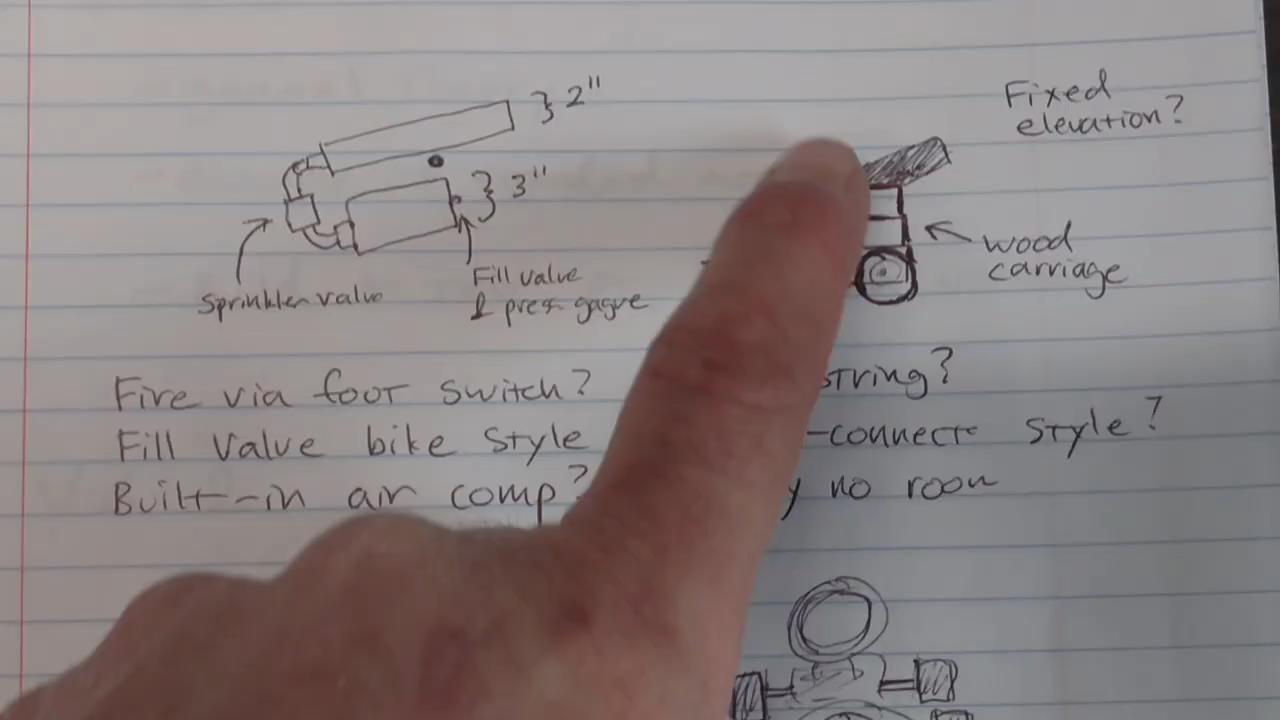 2"
Fixed
elevation?
3"
wood
carriage
Sprinkler valve
Fill valve
& press. gague
Fire via foot switch? string?
Fill valve bike style -connect style?
Built-in air comp? no room